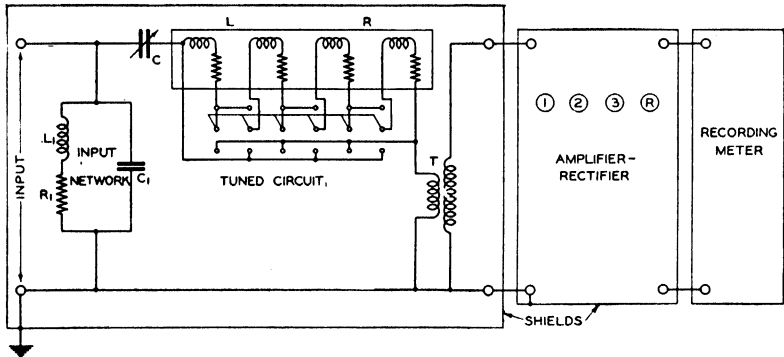 L
R
C
L1
R1
INPUT
NETWORK
C1
INPUT
TUNED CIRCUIT,
T
1 2 3 R
AMPLIFIER-
RECTIFIER
RECORDING
METER
SHIELDS